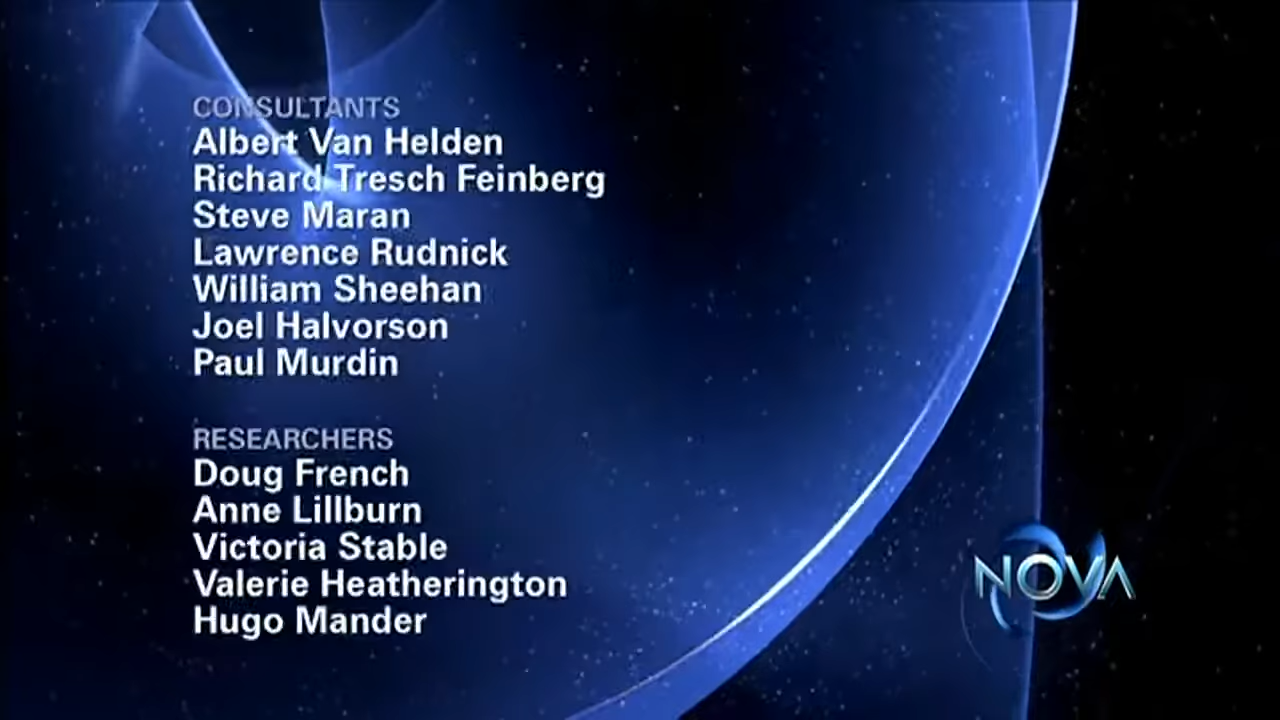 CONSULTANTS
Albert Van Helden
Richard Tresch Feinberg
Steve Maran
Lawrence Rudnick
William Sheehan
Joel Halvorson
Paul Murdin
RESEARCHERS
Doug French
Anne Lillburn
Victoria Stable
Valerie Heatherington
Hugo Mander
NOVA